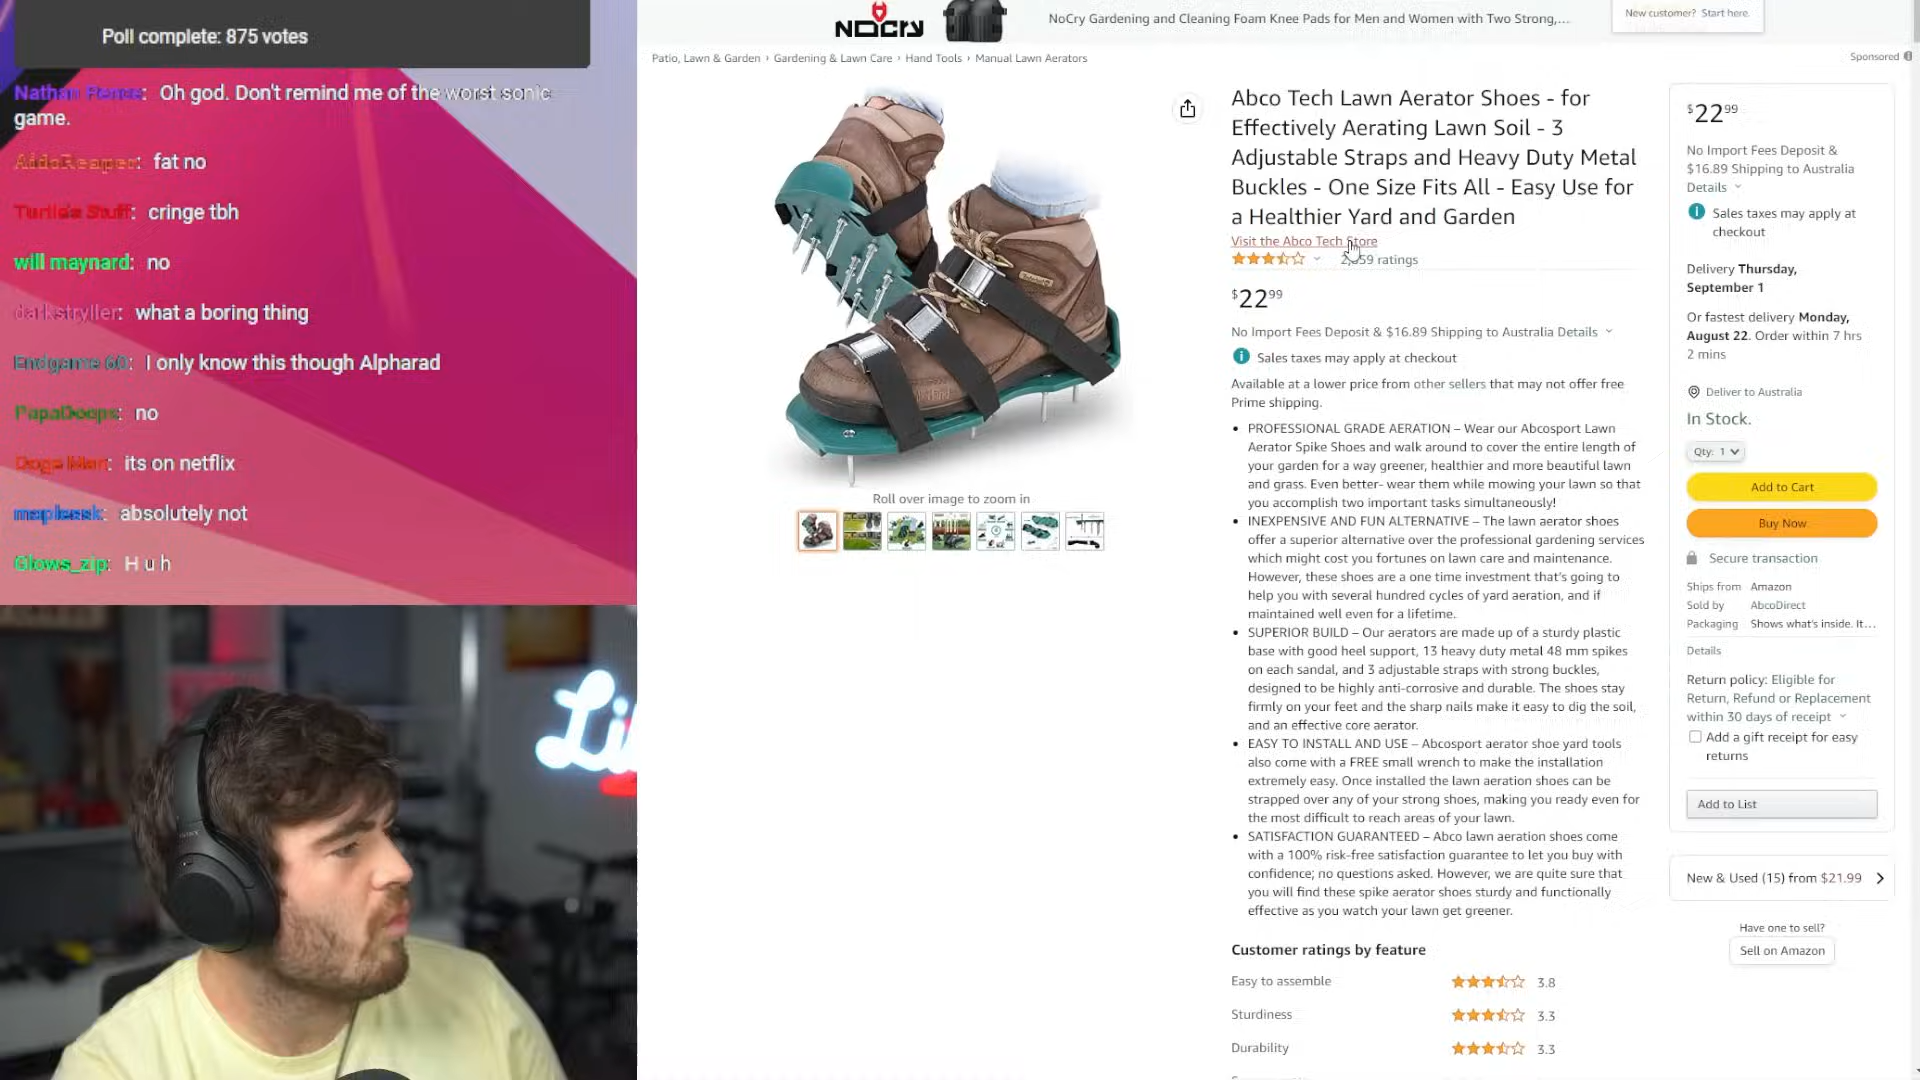 Poll complete: 875 votes
Nathan: Oh god. Don't remind me of the worst sonic
game.
AidoReaper: fat no
Turtle's Stuff: cringe tbh
will maynard: no
darkstryller: what a boring thing
Endgame 60: I only know this though Alpharad
PapaDoops: no
Doge Man: its on netflix
absolutely not
Glows_zip: H u h
Li
NOCRY
NoCry Gardening and Cleaning Foam Knee Pads for Men and Women with Two Strong,...
New customer? Start here.
Patio, Lawn & Garden › Gardening & Lawn Care › Hand Tools › Manual Lawn Aerators
Sponsored
Roll over image to zoom in
Abco Tech Lawn Aerator Shoes - for
Effectively Aerating Lawn Soil - 3
Adjustable Straps and Heavy Duty Metal
Buckles - One Size Fits All - Easy Use for
a Healthier Yard and Garden
Visit the Abco Tech Store
ratings
$22 99
No Import Fees Deposit & $16.89 Shipping to Australia Details
Sales taxes may apply at checkout
Available at a lower price from other sellers that may not offer free
Prime shipping.
• PROFESSIONAL GRADE AERATION – Wear our Abcosport Lawn
Aerator Spike Shoes and walk around to cover the entire length of
your garden for a way greener, healthier and more beautiful lawn
and grass. Even better- wear them while mowing your lawn so that
you accomplish two important tasks simultaneously!
• INEXPENSIVE AND FUN ALTERNATIVE – The lawn aerator shoes
offer a superior alternative over the professional gardening services
which might cost you fortunes on lawn care and maintenance.
However, these shoes are a one time investment that's going to
help you with several hundred cycles of yard aeration, and if
maintained well even for a lifetime.
• SUPERIOR BUILD – Our aerators are made up of a sturdy plastic
base with good heel support, 13 heavy duty metal 48 mm spikes
on each sandal, and 3 adjustable straps with strong buckles,
designed to be highly anti-corrosive and durable. The shoes stay
firmly on your feet and the sharp nails make it easy to dig the soil,
and an effective core aerator.
• EASY TO INSTALL AND USE – Abcosport aerator shoe yard tools
also come with a FREE small wrench to make the installation
extremely easy. Once installed the lawn aeration shoes can be
strapped over any of your strong shoes, making you ready even for
the most difficult to reach areas of your lawn.
• SATISFACTION GUARANTEED – Abco lawn aeration shoes come
with a 100% risk-free satisfaction guarantee to let you buy with
confidence; no questions asked. However, we are quite sure that
you will find these spike aerator shoes sturdy and functionally
effective as you watch your lawn get greener.
Customer ratings by feature
Easy to assemble 3.8
Sturdiness 3.3
Durability 3.3
$22 99
No Import Fees Deposit &
$16.89 Shipping to Australia
Details
Sales taxes may apply at
checkout
Delivery Thursday,
September 1
Or fastest delivery Monday,
August 22. Order within 7 hrs
2 mins
Deliver to Australia
In Stock.
Qty: 1
Add to Cart
Buy Now
Secure transaction
Ships from Amazon
Sold by AbcoDirect
Packaging Shows what's inside. It...
Details
Return policy: Eligible for
Return, Refund or Replacement
within 30 days of receipt
Add a gift receipt for easy
returns
Add to List
New & Used (15) from $21.99
Have one to sell?
Sell on Amazon